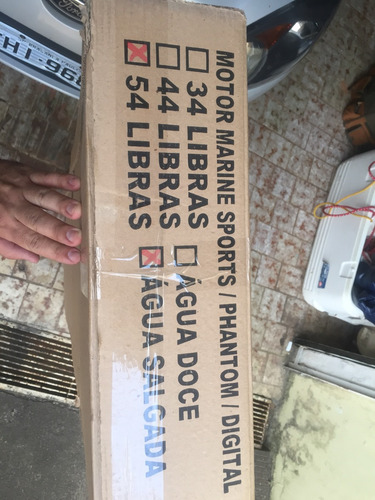 MOTOR MARINE SPORTS / PHANTOM / DIGITAL
34 LIBRAS ÁGUA DOCE
44 LIBRAS ÁGUA SALGADA
54 LIBRAS